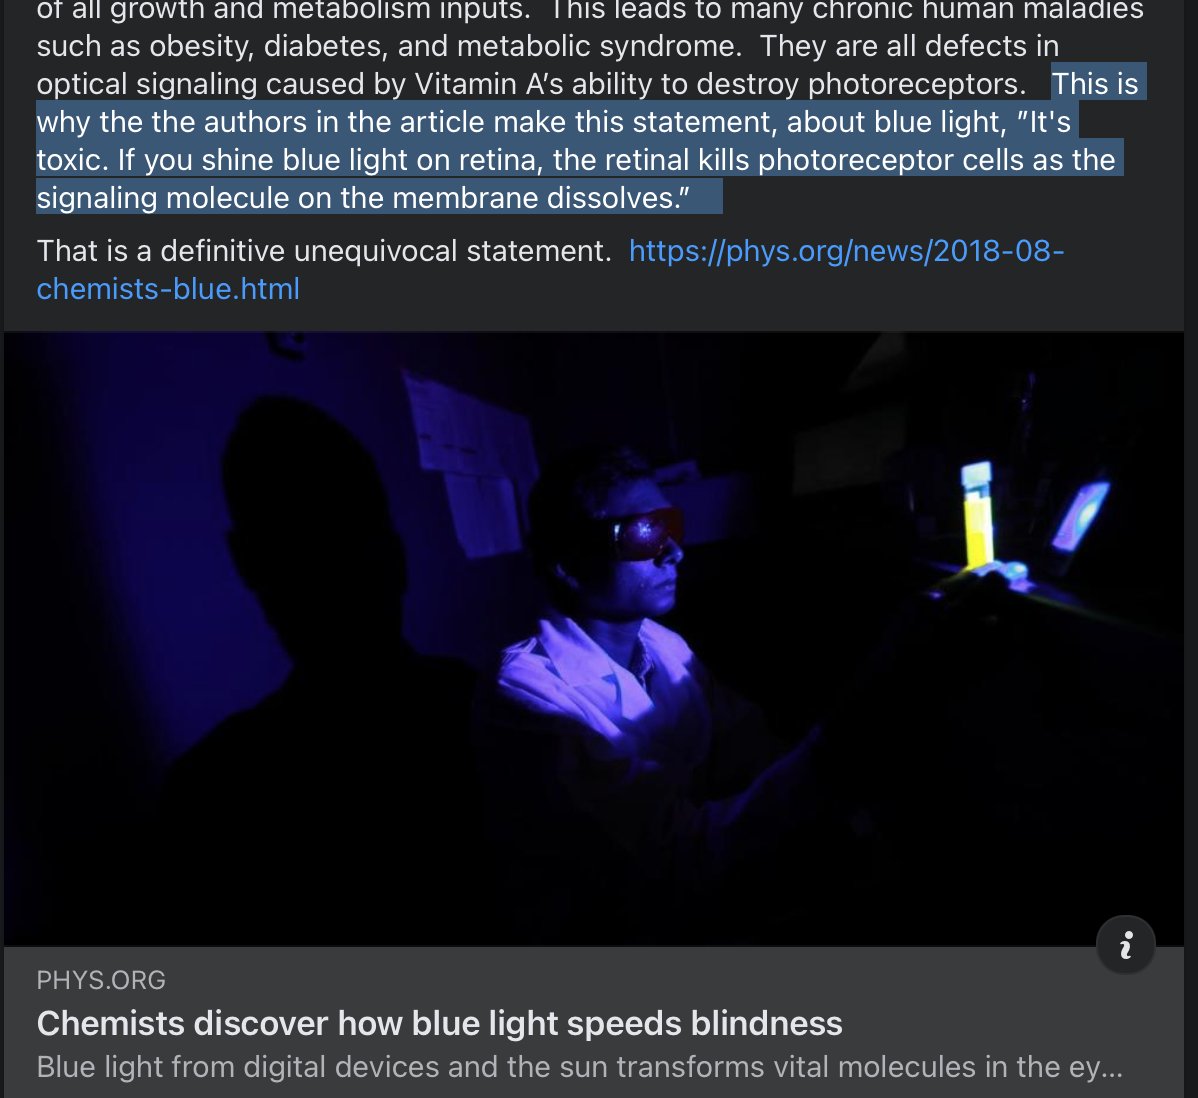 of all growth and metabolism inputs.  This leads to many chronic human maladies
such as obesity, diabetes, and metabolic syndrome.  They are all defects in
optical signaling caused by Vitamin A’s ability to destroy photoreceptors.   This is
why the the authors in the article make this statement, about blue light, ”It's
toxic. If you shine blue light on retina, the retinal kills photoreceptor cells as the
signaling molecule on the membrane dissolves.”
That is a definitive unequivocal statement.  https://phys.org/news/2018-08-
chemists-blue.html
PHYS.ORG
Chemists discover how blue light speeds blindness
Blue light from digital devices and the sun transforms vital molecules in the ey...